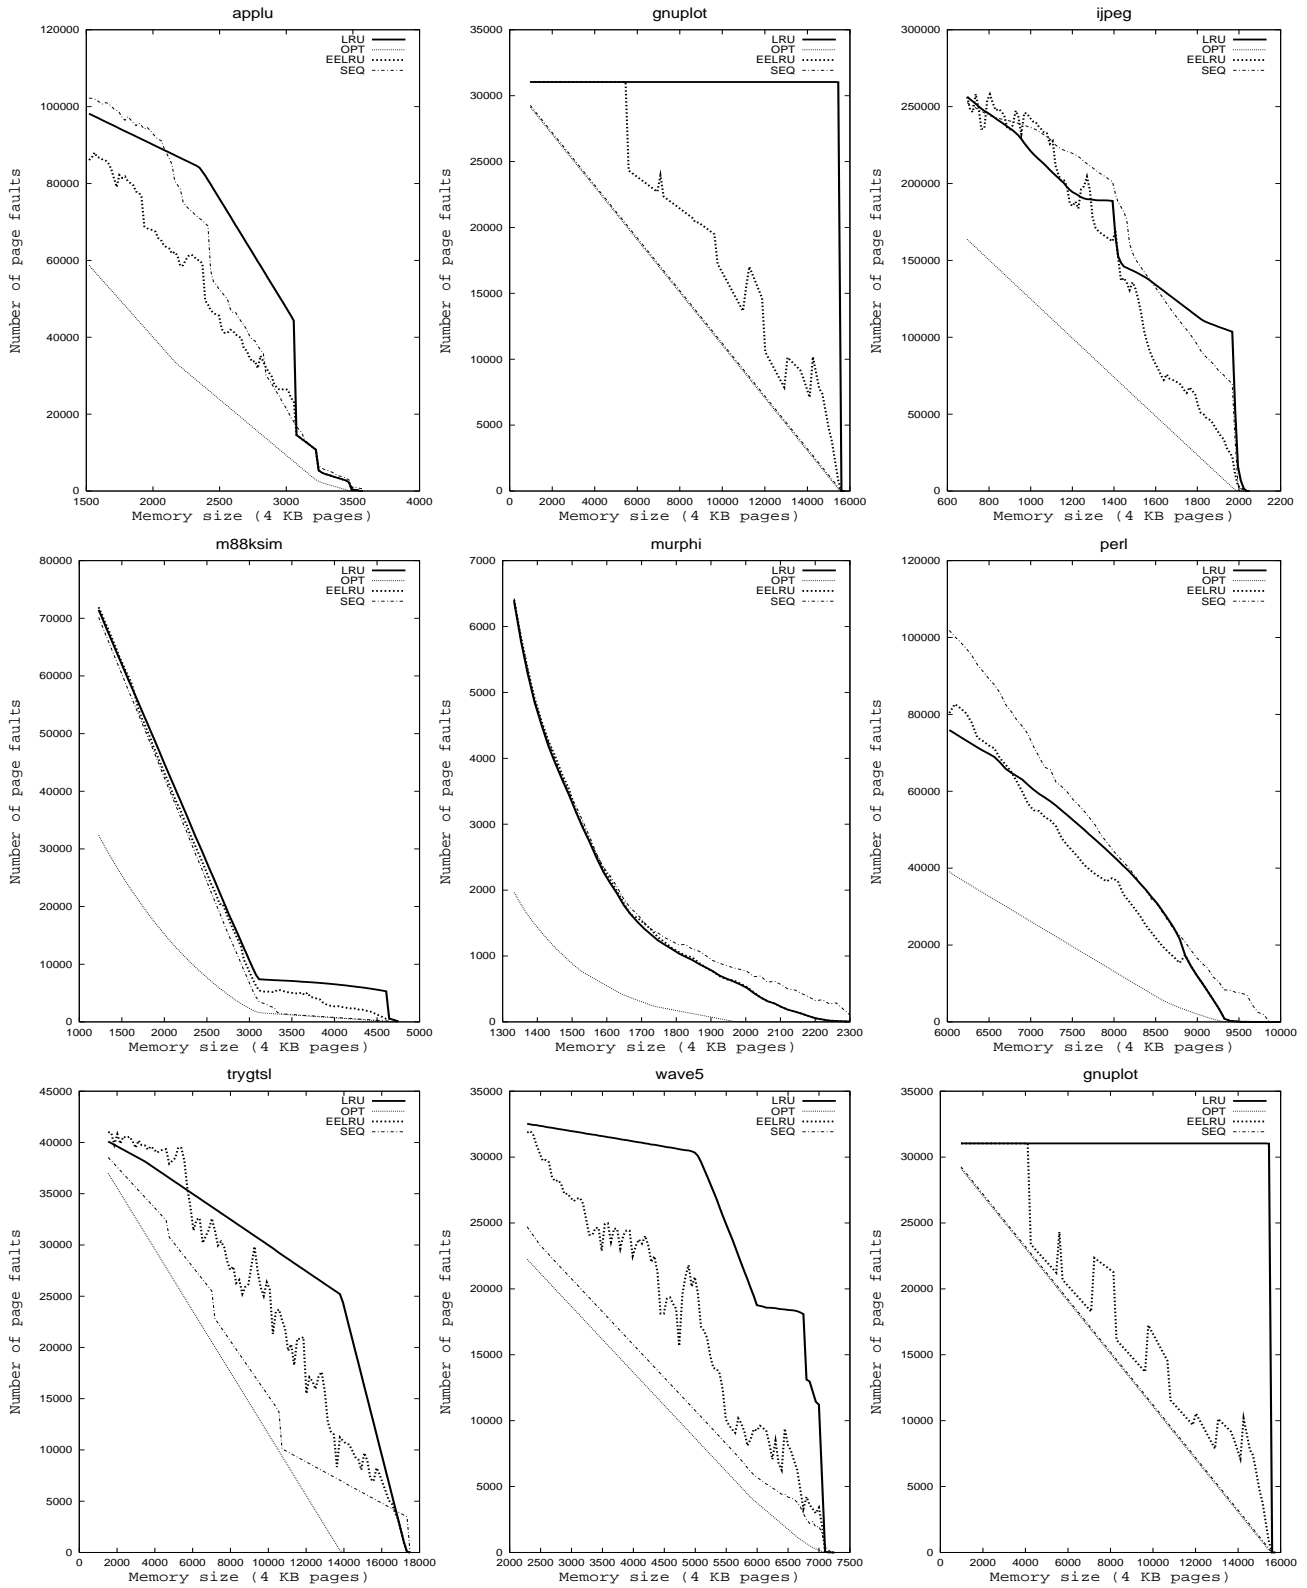 applu
LRU
OPT
EELRU
SEQ
Number of page faults
120000
100000
80000
60000
40000
20000
0
1500 2000 2500 3000 3500 4000
Memory size (4 KB pages)
gnuplot
LRU
OPT
EELRU
SEQ
Number of page faults
35000
30000
25000
20000
15000
10000
5000
0
0 2000 4000 6000 8000 10000 12000 14000 16000
Memory size (4 KB pages)
ijpeg
LRU
OPT
EELRU
SEQ
Number of page faults
300000
250000
200000
150000
100000
50000
0
600 800 1000 1200 1400 1600 1800 2000 2200
Memory size (4 KB pages)
m88ksim
LRU
OPT
EELRU
SEQ
Number of page faults
80000
70000
60000
50000
40000
30000
20000
10000
0
1000 1500 2000 2500 3000 3500 4000 4500 5000
Memory size (4 KB pages)
murphi
LRU
OPT
EELRU
SEQ
Number of page faults
7000
6000
5000
4000
3000
2000
1000
0
1300 1400 1500 1600 1700 1800 1900 2000 2100 2200 2300
Memory size (4 KB pages)
perl
LRU
OPT
EELRU
SEQ
Number of page faults
120000
100000
80000
60000
40000
20000
0
6000 6500 7000 7500 8000 8500 9000 9500 10000
Memory size (4 KB pages)
trygtsl
LRU
OPT
EELRU
SEQ
Number of page faults
45000
40000
35000
30000
25000
20000
15000
10000
5000
0
0 2000 4000 6000 8000 10000 12000 14000 16000 18000
Memory size (4 KB pages)
wave5
LRU
OPT
EELRU
SEQ
Number of page faults
35000
30000
25000
20000
15000
10000
5000
0
2000 2500 3000 3500 4000 4500 5000 5500 6000 6500 7000 7500
Memory size (4 KB pages)
gnuplot
LRU
OPT
EELRU
SEQ
Number of page faults
35000
30000
25000
20000
15000
10000
5000
0
0 2000 4000 6000 8000 10000 12000 14000 16000
Memory size (4 KB pages)